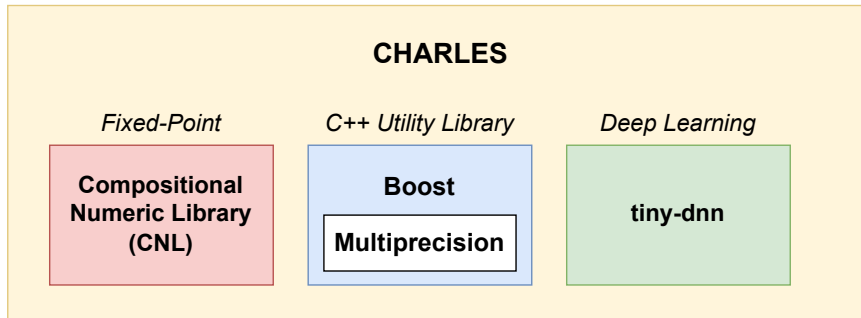 CHARLES
Fixed-Point
C++ Utility Library
Deep Learning
Compositional
Numeric Library
(CNL)
Boost
Multiprecision
tiny-dnn